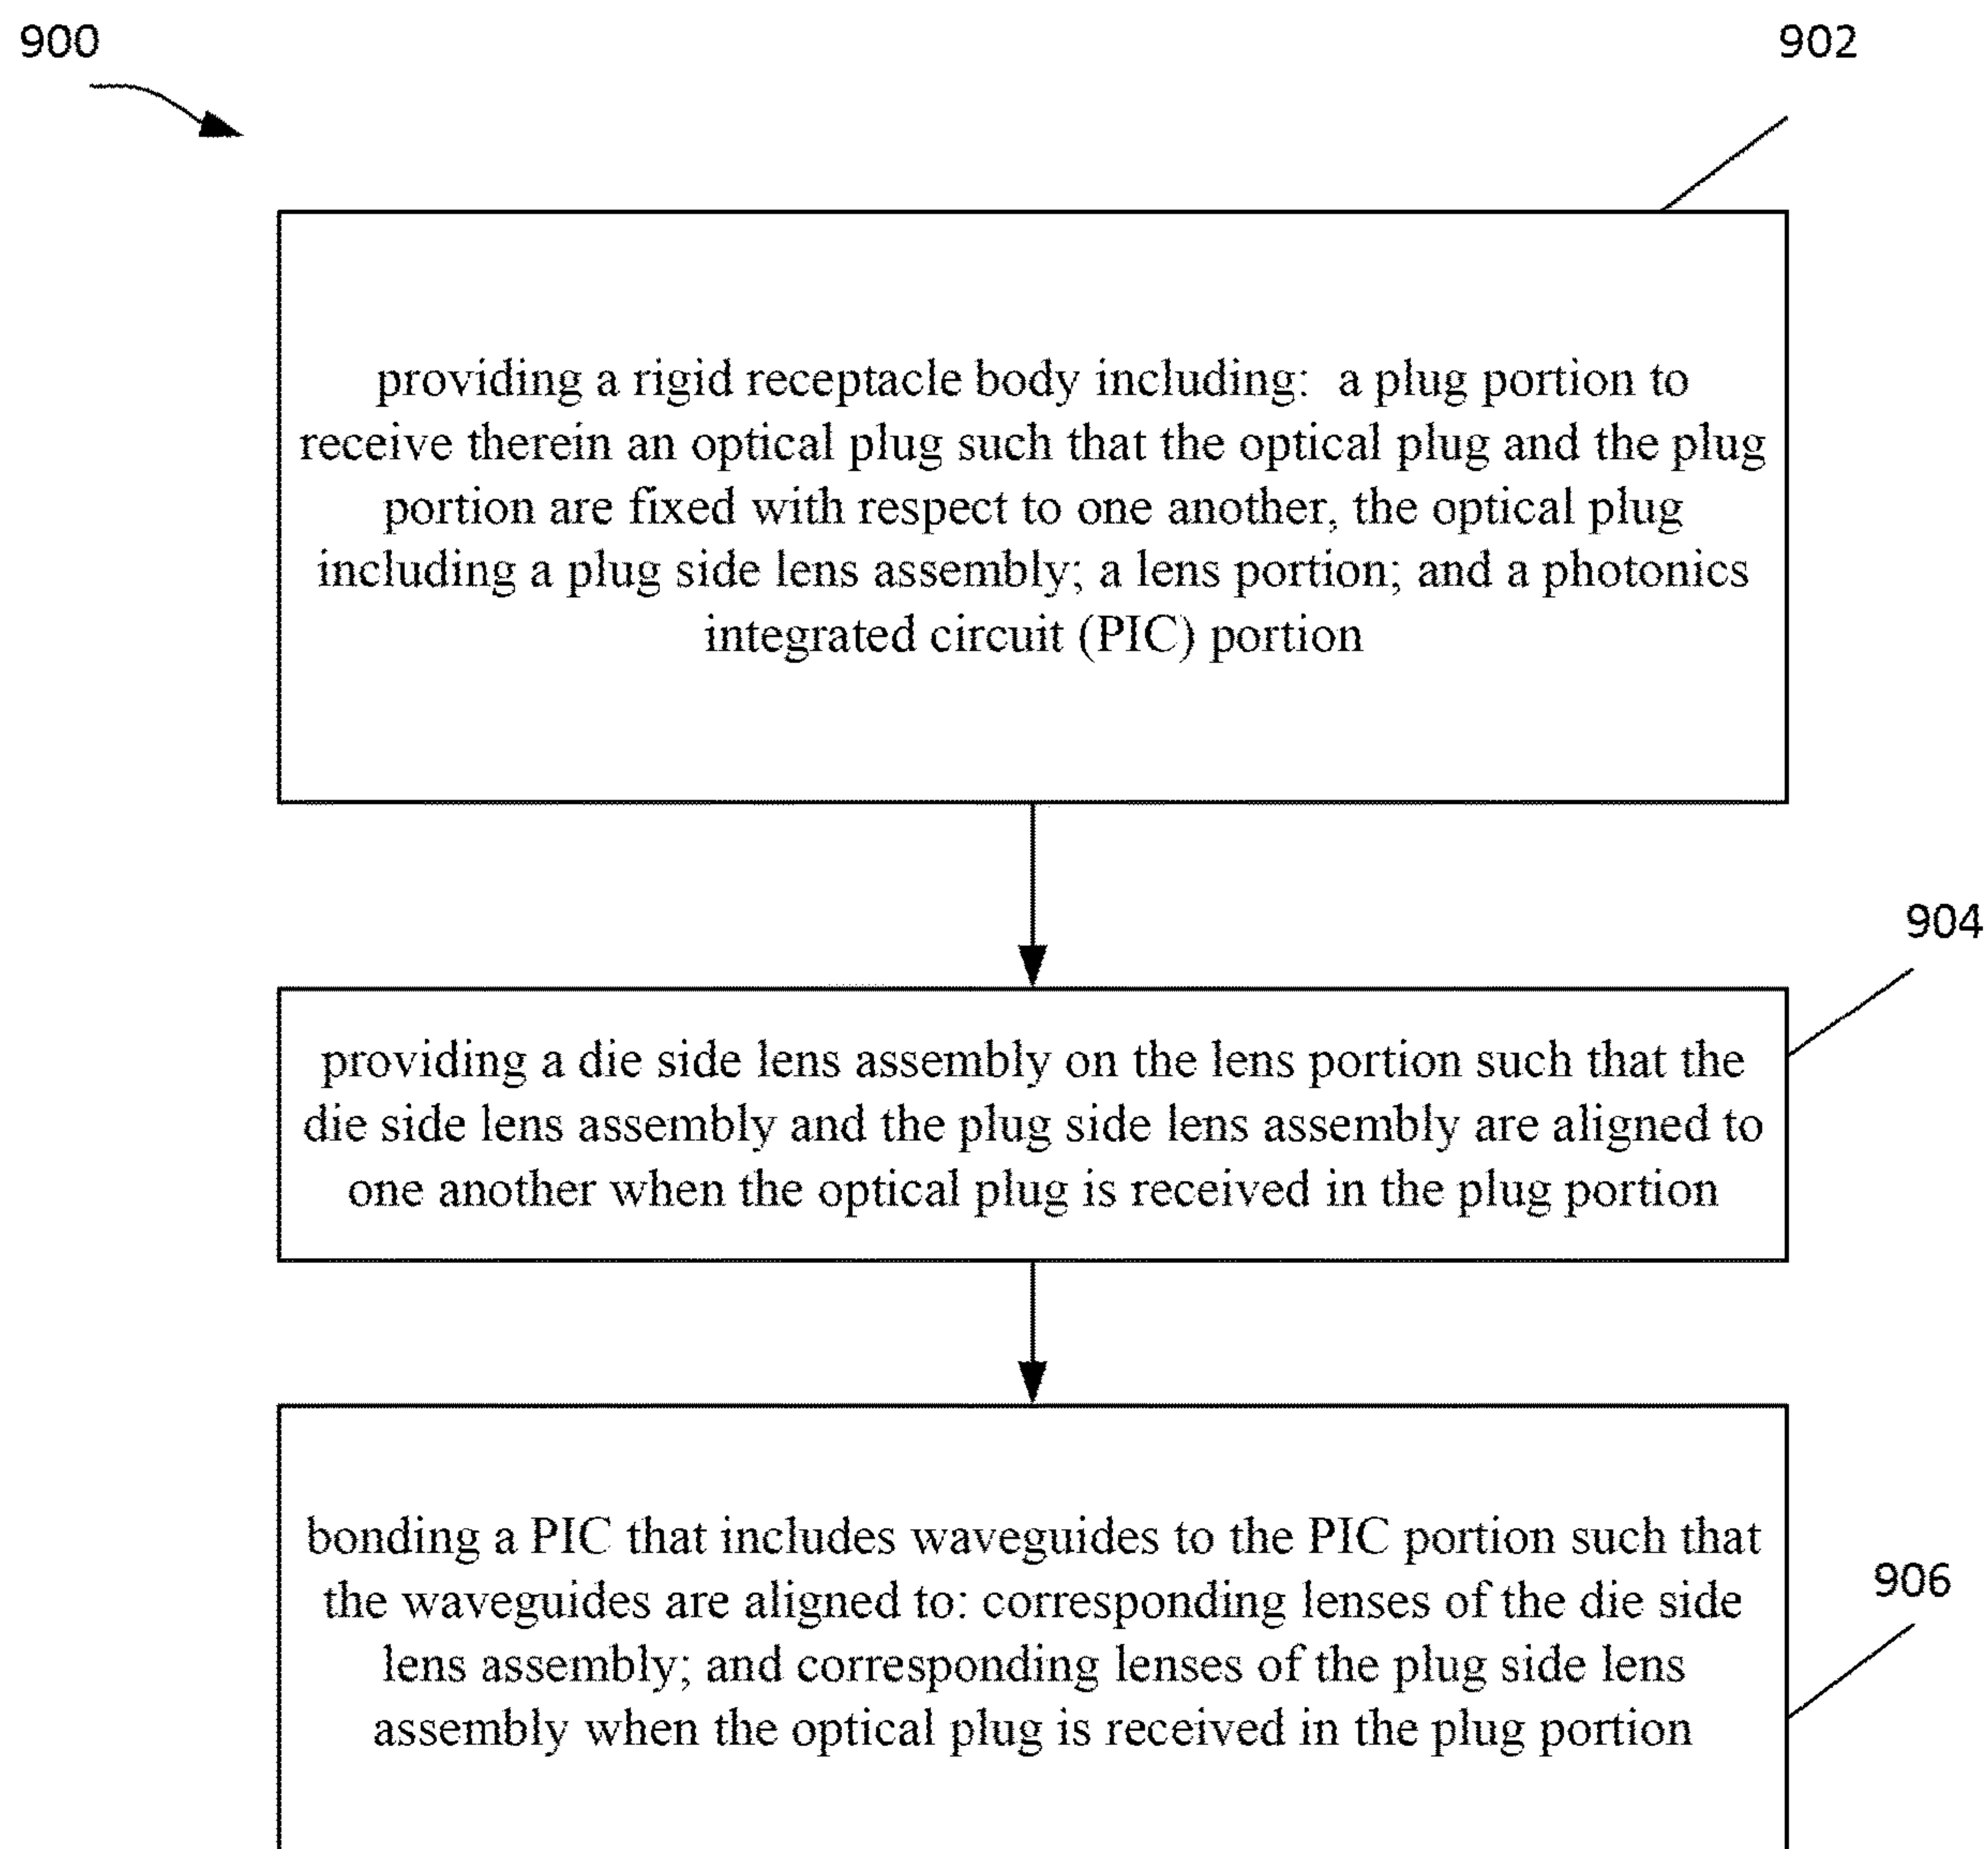 900
902
providing a rigid receptacle body including:  a plug portion to
receive therein an optical plug such that the optical plug and the plug
portion are fixed with respect to one another, the optical plug
including a plug side lens assembly; a lens portion; and a photonics
integrated circuit (PIC) portion
904
providing a die side lens assembly on the lens portion such that the
die side lens assembly and the plug side lens assembly are aligned to
one another when the optical plug is received in the plug portion
906
bonding a PIC that includes waveguides to the PIC portion such that
the waveguides are aligned to: corresponding lenses of the die side
lens assembly; and corresponding lenses of the plug side lens
assembly when the optical plug is received in the plug portion